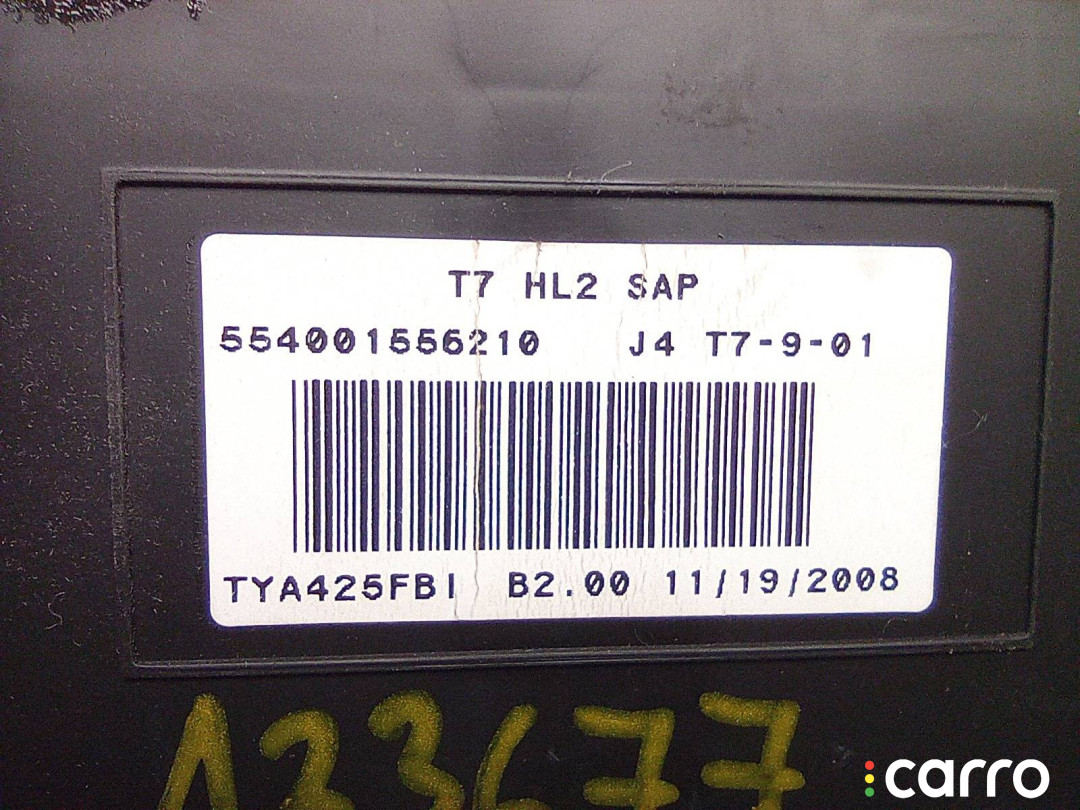 T7 HL2 SAP
554001556210 J4 T7-9-01
TYA425FBI B2.00 11/19/2008
123677
carro